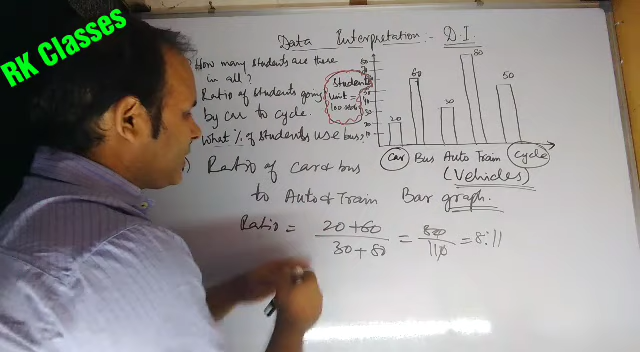 RK Classes
Data Interpretation - D.I.
How many students are there
in all?
Ratio of students going
by car to cycle.
What % of students use bus?
Students
Unit =
20
60
30
80
50
Car Bus Auto Train Cycle
(Vehicles)
Bar graph.
Ratio of car & bus
to Auto & Train
Ratio = 20+60 / 30+80 = 80 / 110 = 8:11